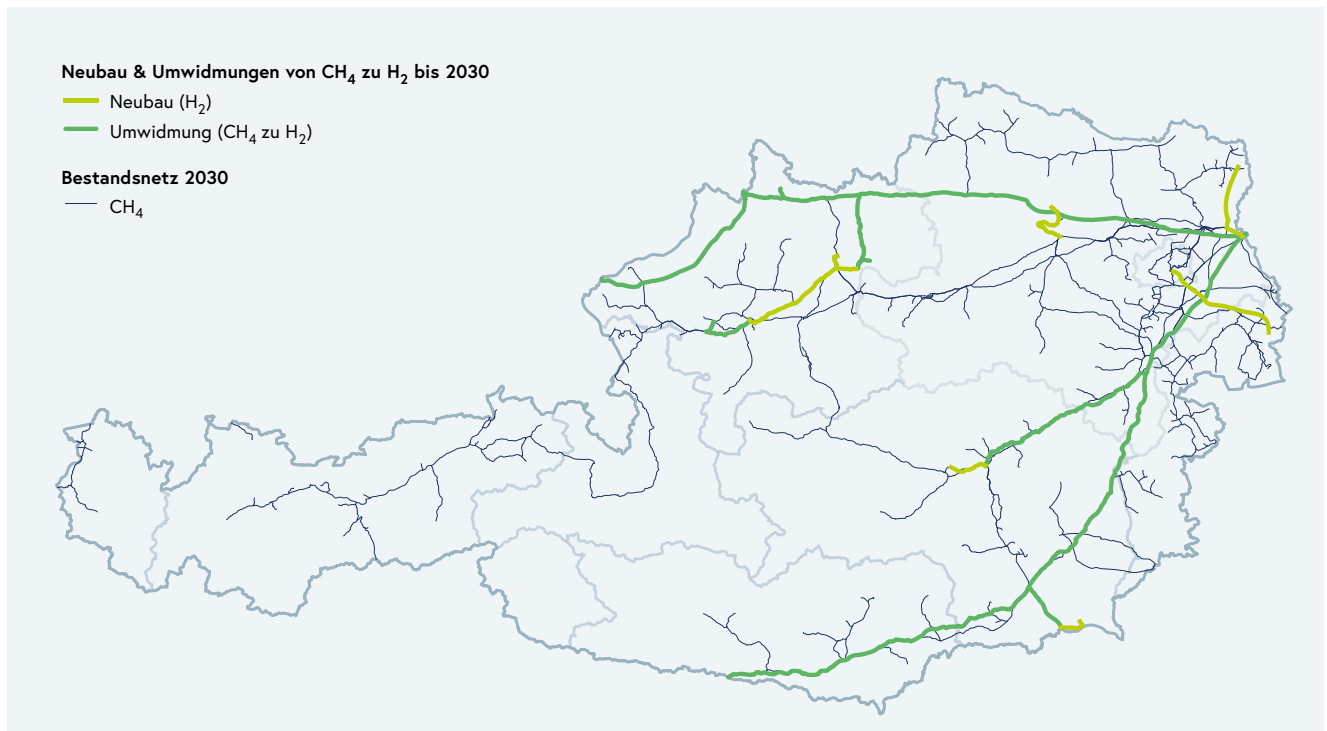 Neubau & Umwidmungen von CH₄ zu H₂ bis 2030
Neubau (H₂)
Umwidmung (CH₄ zu H₂)
Bestandsnetz 2030
CH₄